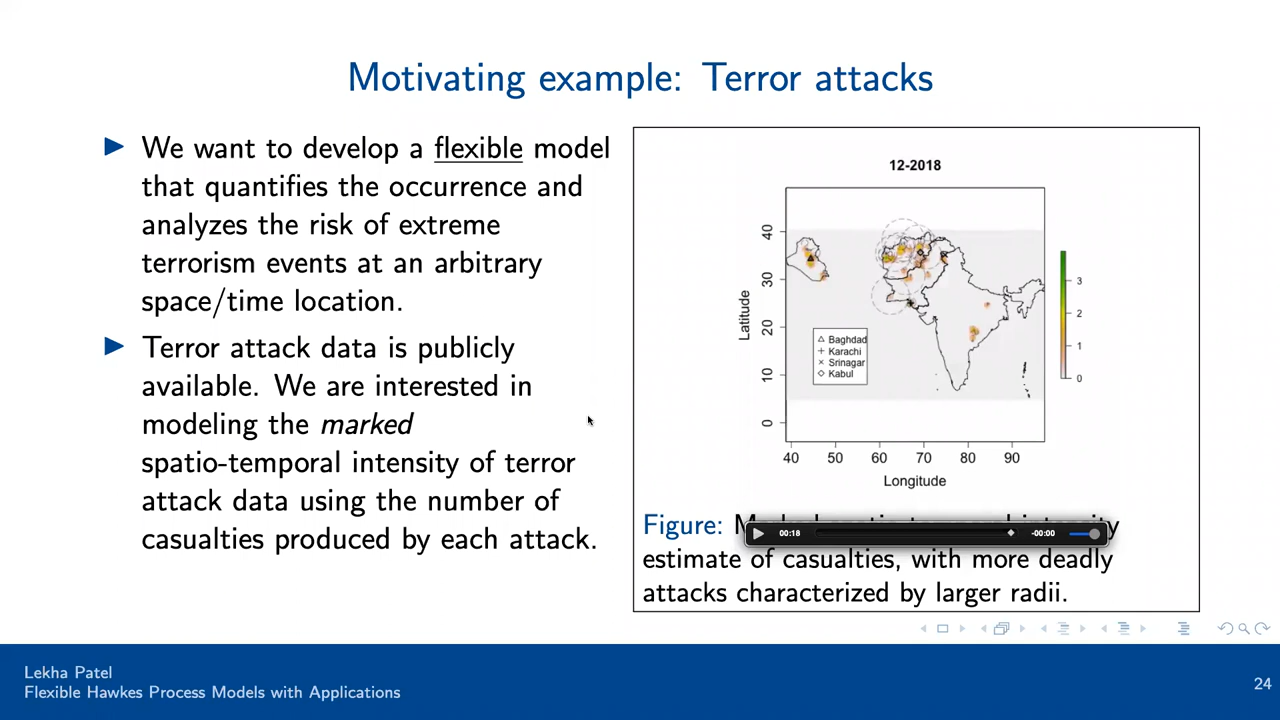 Motivating example: Terror attacks
We want to develop a flexible model
that quantifies the occurrence and
analyzes the risk of extreme
terrorism events at an arbitrary
space/time location.
Terror attack data is publicly
available. We are interested in
modeling the marked
spatio-temporal intensity of terror
attack data using the number of
casualties produced by each attack.
12-2018
Latitude
40
30
20
10
0
Baghdad
Karachi
Srinagar
Kabul
3
2
1
0
40 50 60 70 80 90
Longitude
Figure:
00:18 -00:00
estimate of casualties, with more deadly
attacks characterized by larger radii.
Lekha Patel
Flexible Hawkes Process Models with Applications
24